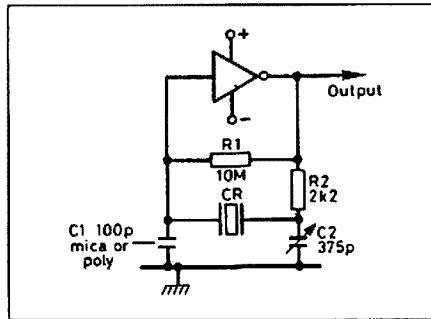 +
Output
-
R1
10M
R2
2k2
CR
C1 100p
mica or
poly
C2
375p